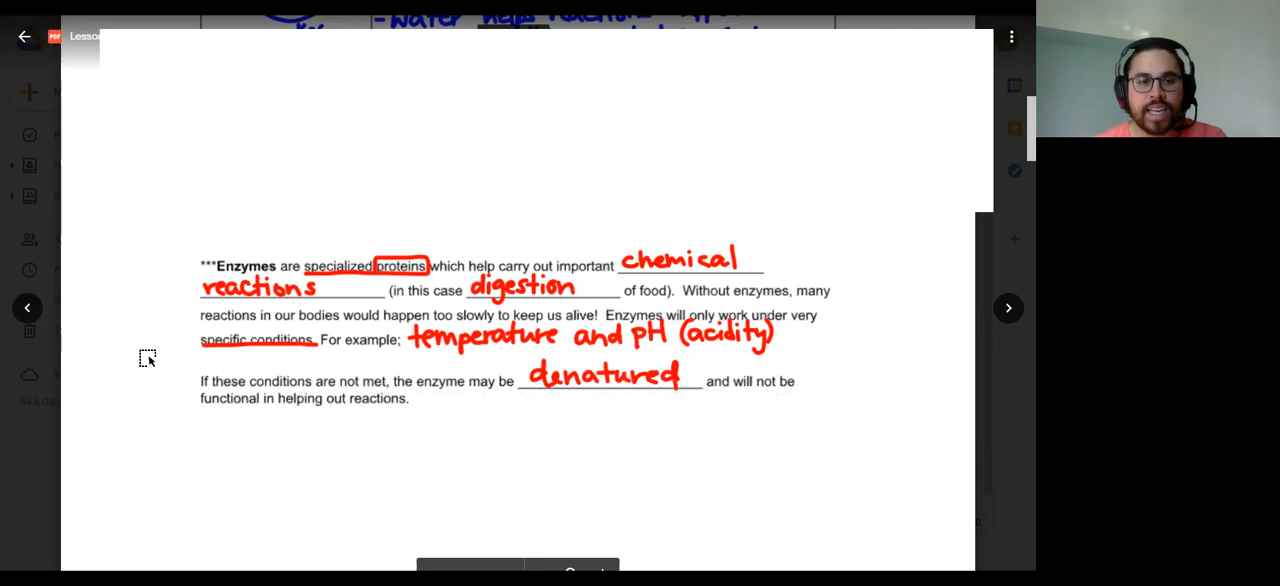 -Water helps
Lesso
***Enzymes are specialized proteins which help carry out important chemical
reactions (in this case digestion of food). Without enzymes, many
reactions in our bodies would happen too slowly to keep us alive! Enzymes will only work under very
specific conditions. For example; temperature and pH (acidity)
If these conditions are not met, the enzyme may be denatured and will not be
functional in helping out reactions.